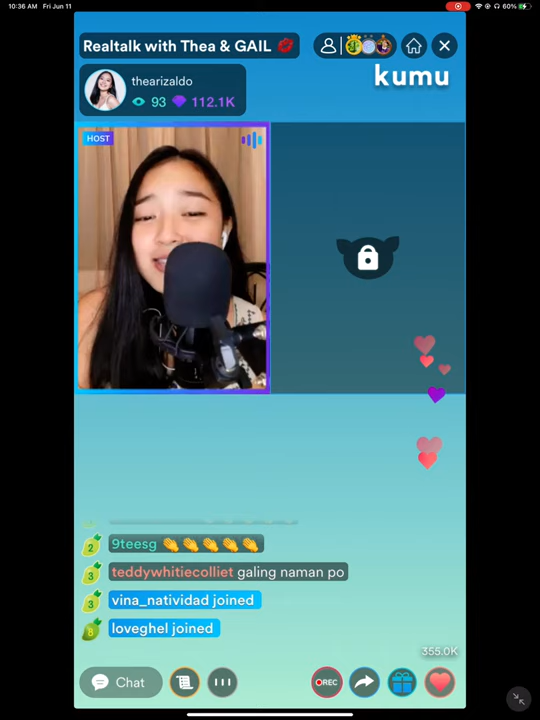 10:36 AM Fri Jun 11
60%
Realtalk with Thea & GAIL 💋
kumu
thearizaldo
93 112.1K
HOST
2 9teesg 👏👏👏👏👏
3 teddywhitiecolliet galing naman po
3 vina_natividad joined
8 loveghel joined
355.0K
Chat
REC